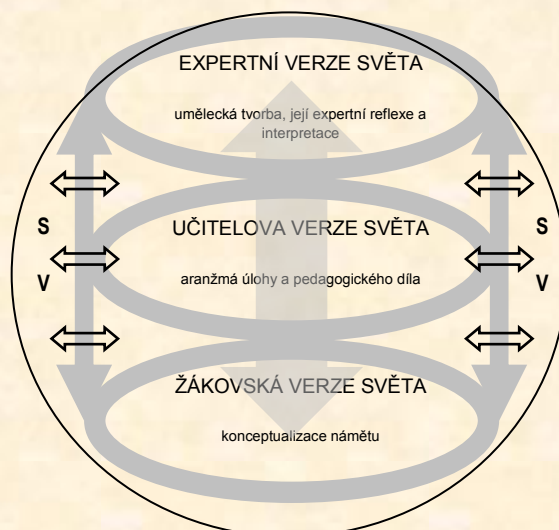 EXPERTNÍ VERZE SVĚTA
umělecká tvorba, její expertní reflexe a
interpretace
S S
UČITELOVA VERZE SVĚTA
V V
aranžmá úlohy a pedagogického díla
ŽÁKOVSKÁ VERZE SVĚTA
konceptualizace námětu